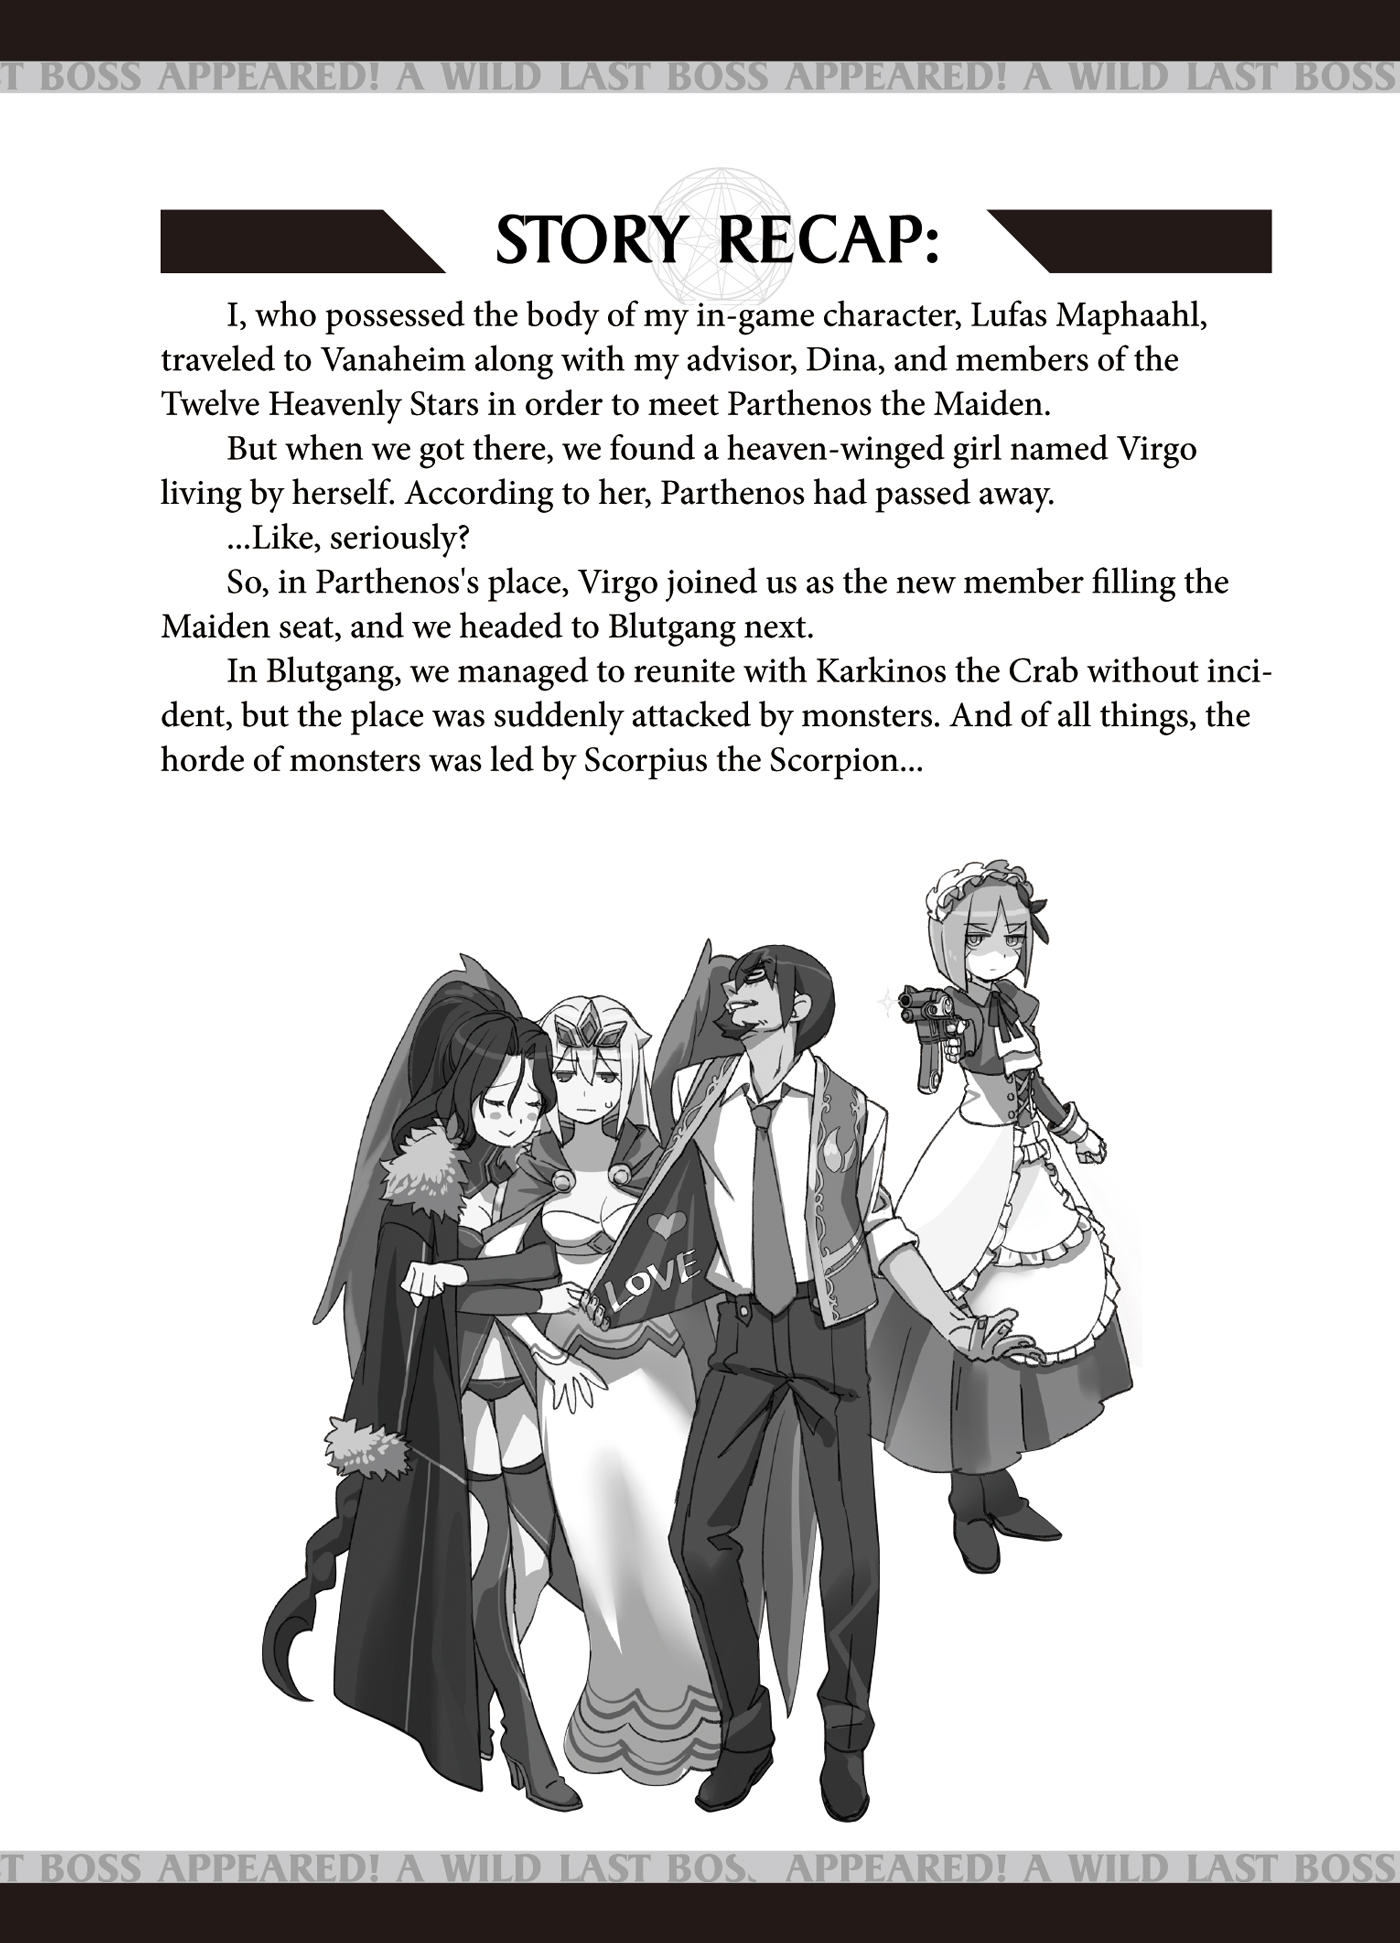 T BOSS APPEARED! A WILD LAST BOSS APPEARED! A WILD LAST BOSS
STORY RECAP:
I, who possessed the body of my in-game character, Lufas Maphaahl,
traveled to Vanaheim along with my advisor, Dina, and members of the
Twelve Heavenly Stars in order to meet Parthenos the Maiden.
But when we got there, we found a heaven-winged girl named Virgo
living by herself. According to her, Parthenos had passed away.
...Like, seriously?
So, in Parthenos's place, Virgo joined us as the new member filling the
Maiden seat, and we headed to Blutgang next.
In Blutgang, we managed to reunite with Karkinos the Crab without inci-
dent, but the place was suddenly attacked by monsters. And of all things, the
horde of monsters was led by Scorpius the Scorpion...
LOVE
T BOSS APPEARED! A WILD LAST BOSS APPEARED! A WILD LAST BOSS